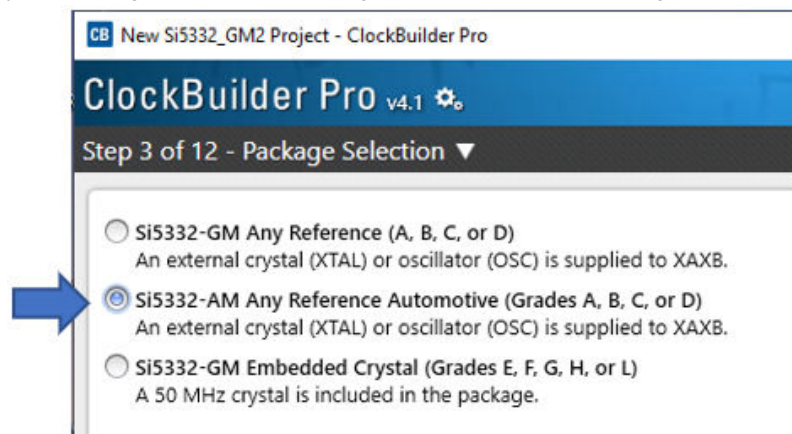 CB New Si5332_GM2 Project - ClockBuilder Pro
ClockBuilder Pro v4.1
Step 3 of 12 - Package Selection ▼
Si5332-GM Any Reference (A, B, C, or D)
An external crystal (XTAL) or oscillator (OSC) is supplied to XAXB.
Si5332-AM Any Reference Automotive (Grades A, B, C, or D)
An external crystal (XTAL) or oscillator (OSC) is supplied to XAXB.
Si5332-GM Embedded Crystal (Grades E, F, G, H, or L)
A 50 MHz crystal is included in the package.